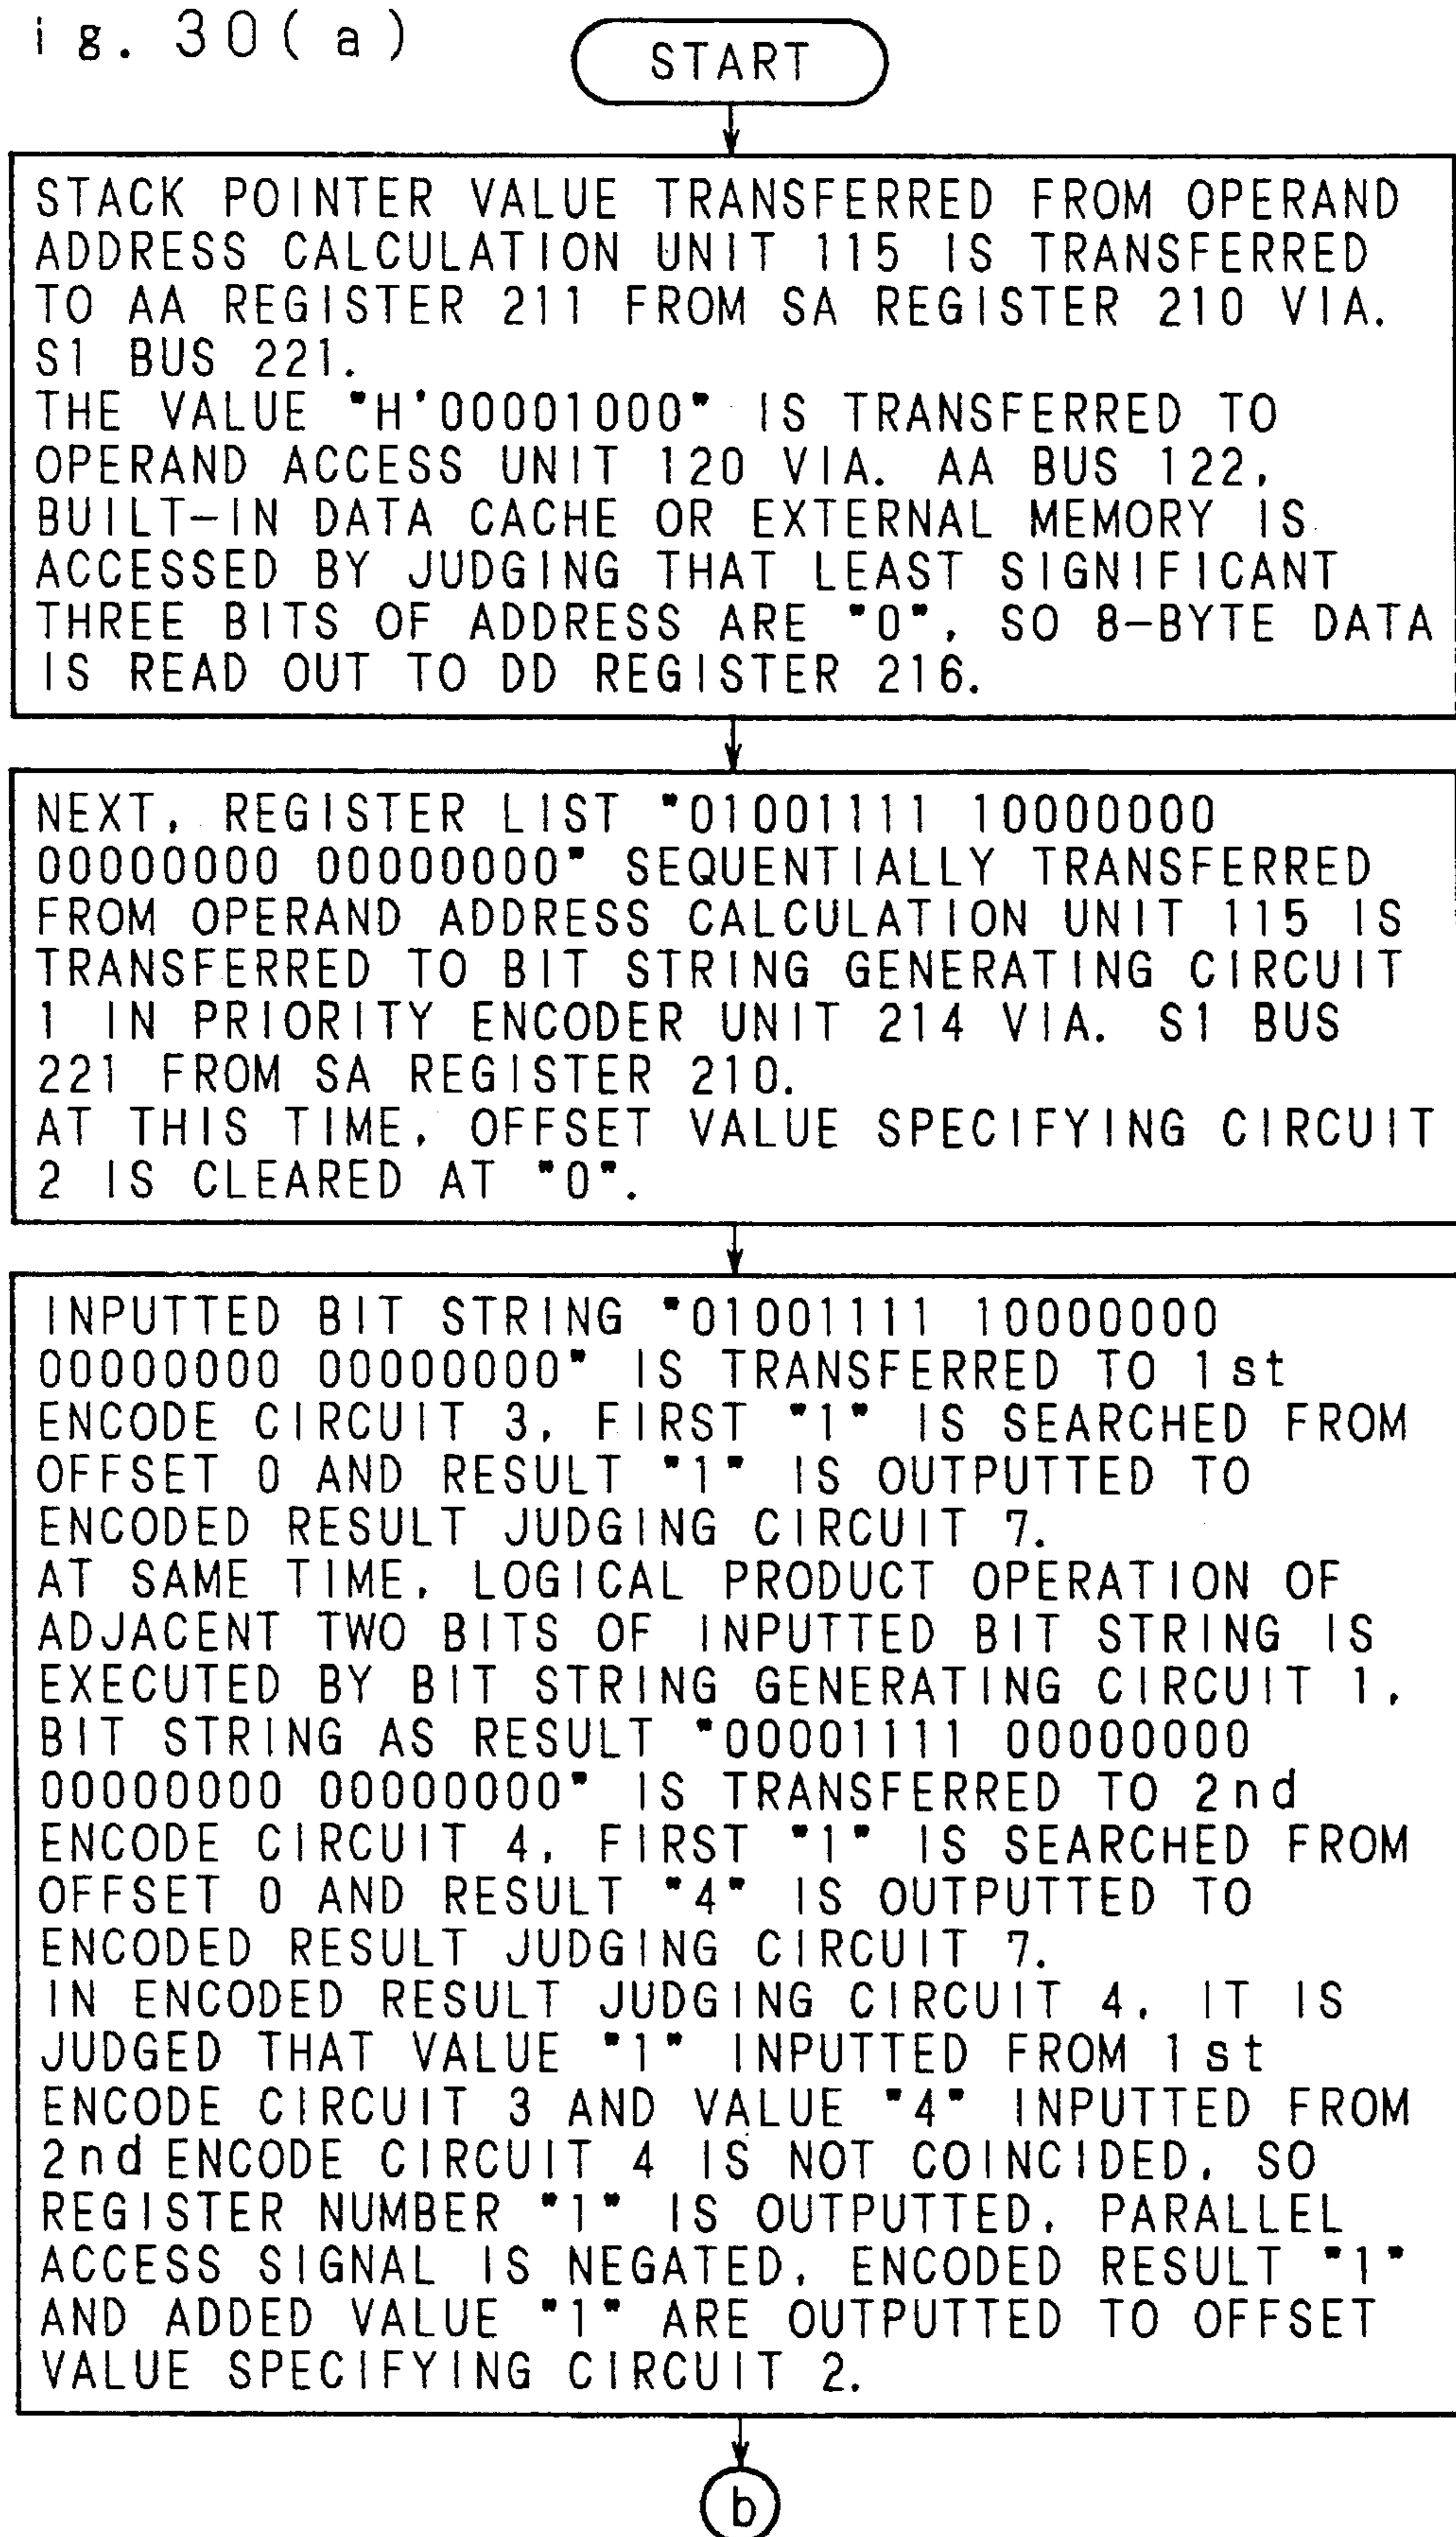 ig. 30(a)
START
STACK POINTER VALUE TRANSFERRED FROM OPERAND
ADDRESS CALCULATION UNIT 115 IS TRANSFERRED
TO AA REGISTER 211 FROM SA REGISTER 210 VIA.
S1 BUS 221.
THE VALUE "H'00001000" IS TRANSFERRED TO
OPERAND ACCESS UNIT 120 VIA. AA BUS 122,
BUILT-IN DATA CACHE OR EXTERNAL MEMORY IS
ACCESSED BY JUDGING THAT LEAST SIGNIFICANT
THREE BITS OF ADDRESS ARE "0", SO 8-BYTE DATA
IS READ OUT TO DD REGISTER 216.
NEXT, REGISTER LIST "01001111 10000000
00000000 00000000" SEQUENTIALLY TRANSFERRED
FROM OPERAND ADDRESS CALCULATION UNIT 115 IS
TRANSFERRED TO BIT STRING GENERATING CIRCUIT
1 IN PRIORITY ENCODER UNIT 214 VIA. S1 BUS
221 FROM SA REGISTER 210.
AT THIS TIME, OFFSET VALUE SPECIFYING CIRCUIT
2 IS CLEARED AT "0".
INPUTTED BIT STRING "01001111 10000000
00000000 00000000" IS TRANSFERRED TO 1st
ENCODE CIRCUIT 3, FIRST "1" IS SEARCHED FROM
OFFSET 0 AND RESULT "1" IS OUTPUTTED TO
ENCODED RESULT JUDGING CIRCUIT 7.
AT SAME TIME, LOGICAL PRODUCT OPERATION OF
ADJACENT TWO BITS OF INPUTTED BIT STRING IS
EXECUTED BY BIT STRING GENERATING CIRCUIT 1,
BIT STRING AS RESULT "00001111 00000000
00000000 00000000" IS TRANSFERRED TO 2nd
ENCODE CIRCUIT 4, FIRST "1" IS SEARCHED FROM
OFFSET 0 AND RESULT "4" IS OUTPUTTED TO
ENCODED RESULT JUDGING CIRCUIT 7.
IN ENCODED RESULT JUDGING CIRCUIT 4, IT IS
JUDGED THAT VALUE "1" INPUTTED FROM 1st
ENCODE CIRCUIT 3 AND VALUE "4" INPUTTED FROM
2nd ENCODE CIRCUIT 4 IS NOT COINCIDED, SO
REGISTER NUMBER "1" IS OUTPUTTED, PARALLEL
ACCESS SIGNAL IS NEGATED, ENCODED RESULT "1"
AND ADDED VALUE "1" ARE OUTPUTTED TO OFFSET
VALUE SPECIFYING CIRCUIT 2.
b